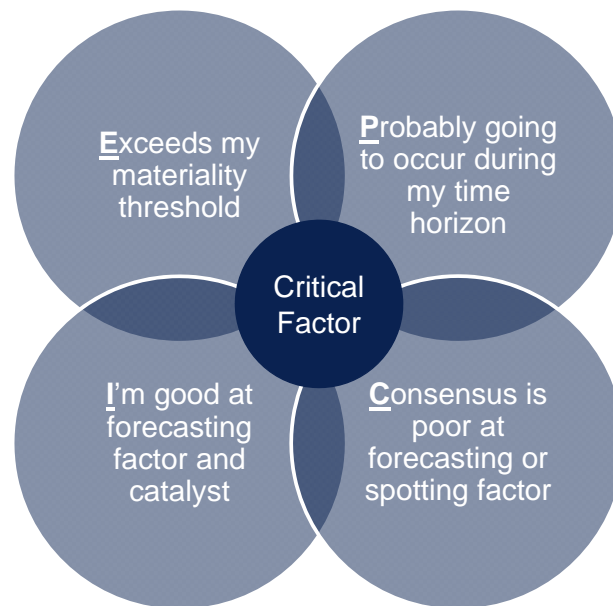 Exceeds my
materiality
threshold
Probably going
to occur during
my time
horizon
Critical
Factor
I'm good at
forecasting
factor and
catalyst
Consensus is
poor at
forecasting or
spotting factor